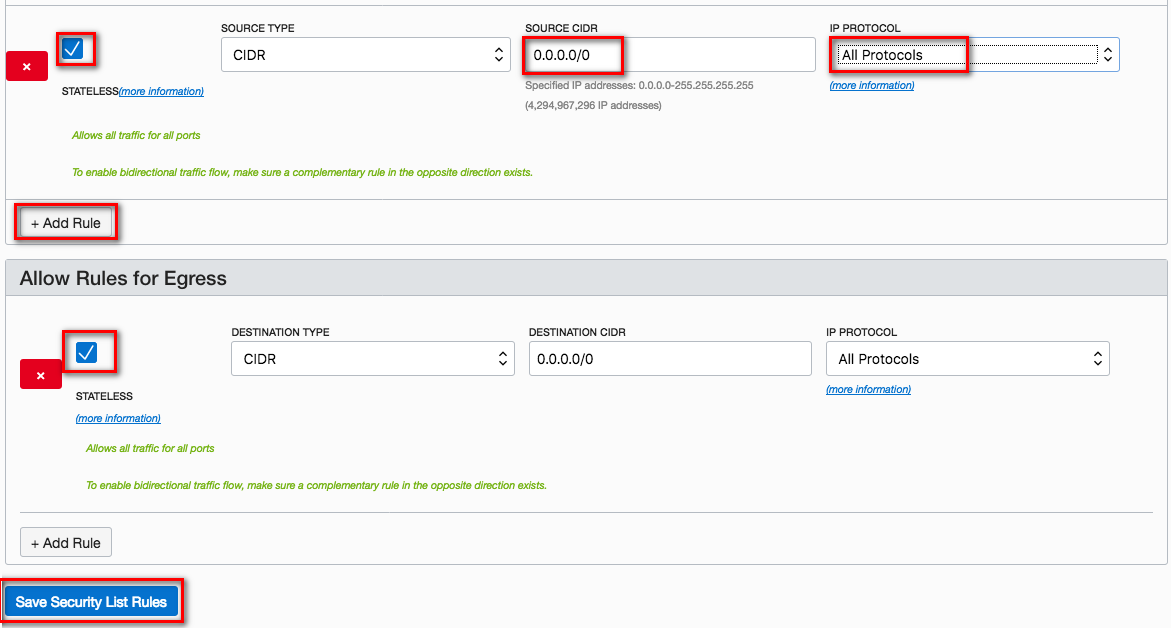 SOURCE TYPE
SOURCE CIDR
IP PROTOCOL
×
CIDR
0.0.0.0/0
All Protocols
STATELESS(more information)
Specified IP addresses: 0.0.0.0-255.255.255.255
(4,294,967,296 IP addresses)
(more information)
Allows all traffic for all ports
To enable bidirectional traffic flow, make sure a complementary rule in the opposite direction exists.
+ Add Rule
Allow Rules for Egress
DESTINATION TYPE
DESTINATION CIDR
IP PROTOCOL
×
CIDR
0.0.0.0/0
All Protocols
STATELESS
(more information)
(more information)
Allows all traffic for all ports
To enable bidirectional traffic flow, make sure a complementary rule in the opposite direction exists.
+ Add Rule
Save Security List Rules